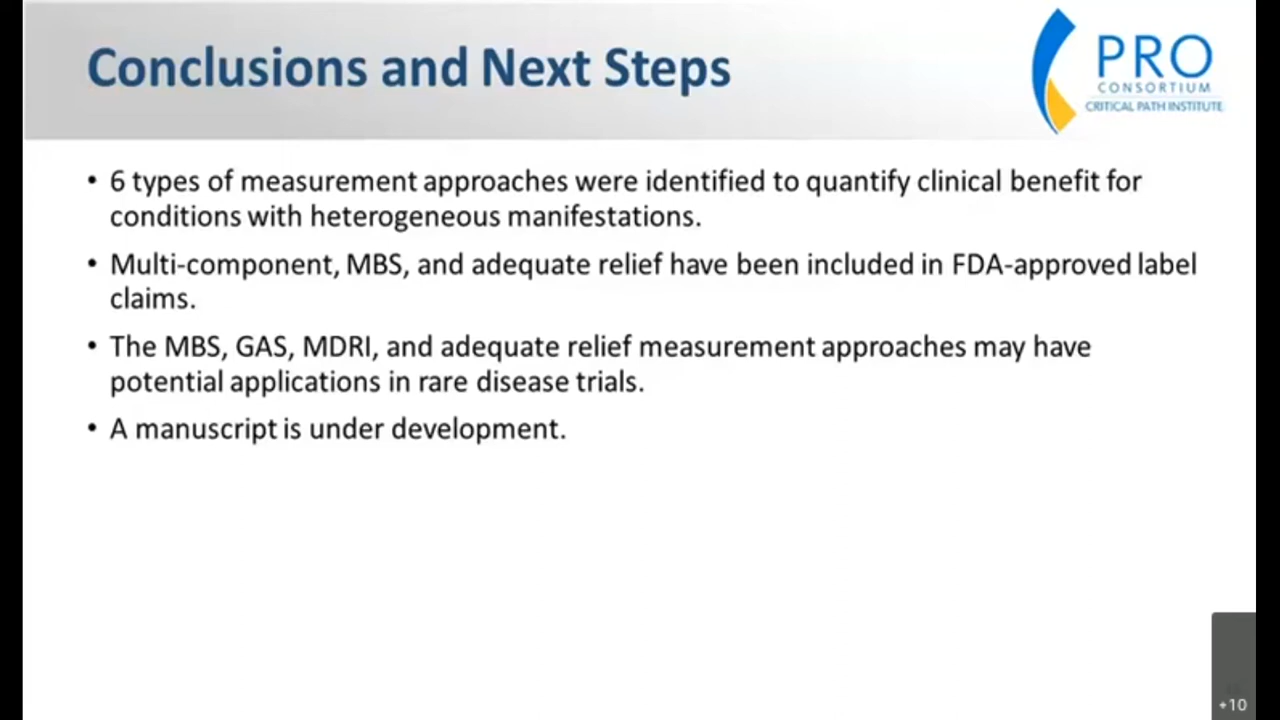 Conclusions and Next Steps
PRO
CONSORTIUM
CRITICAL PATH INSTITUTE
• 6 types of measurement approaches were identified to quantify clinical benefit for
conditions with heterogeneous manifestations.
• Multi-component, MBS, and adequate relief have been included in FDA-approved label
claims.
• The MBS, GAS, MDRI, and adequate relief measurement approaches may have
potential applications in rare disease trials.
• A manuscript is under development.
+10